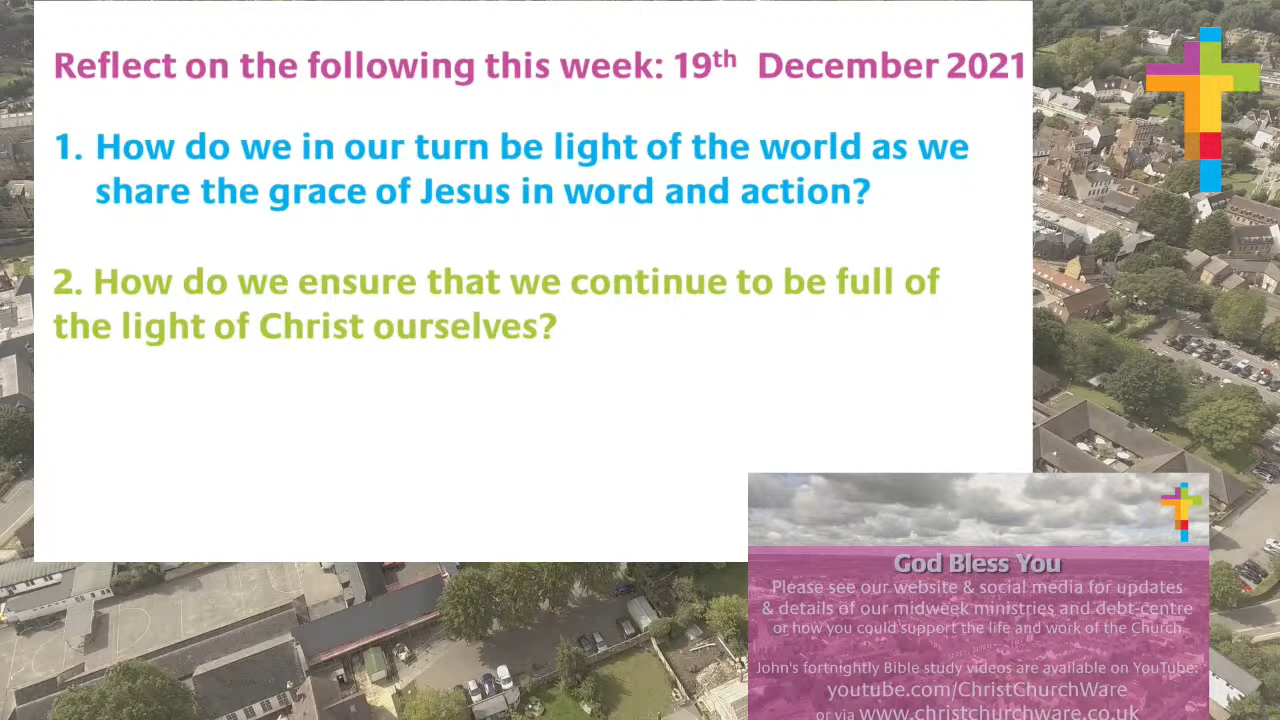 Reflect on the following this week: 19th December 2021
1. How do we in our turn be light of the world as we
share the grace of Jesus in word and action?
2. How do we ensure that we continue to be full of
the light of Christ ourselves?
God Bless You
Please see our website & social media for updates
& details of our midweek ministries and debt-centre
or how you could support the life and work of the Church
John's fortnightly Bible study videos are available on YouTube:
youtube.com/ChristChurchWare
or via www.christchurchware.co.uk